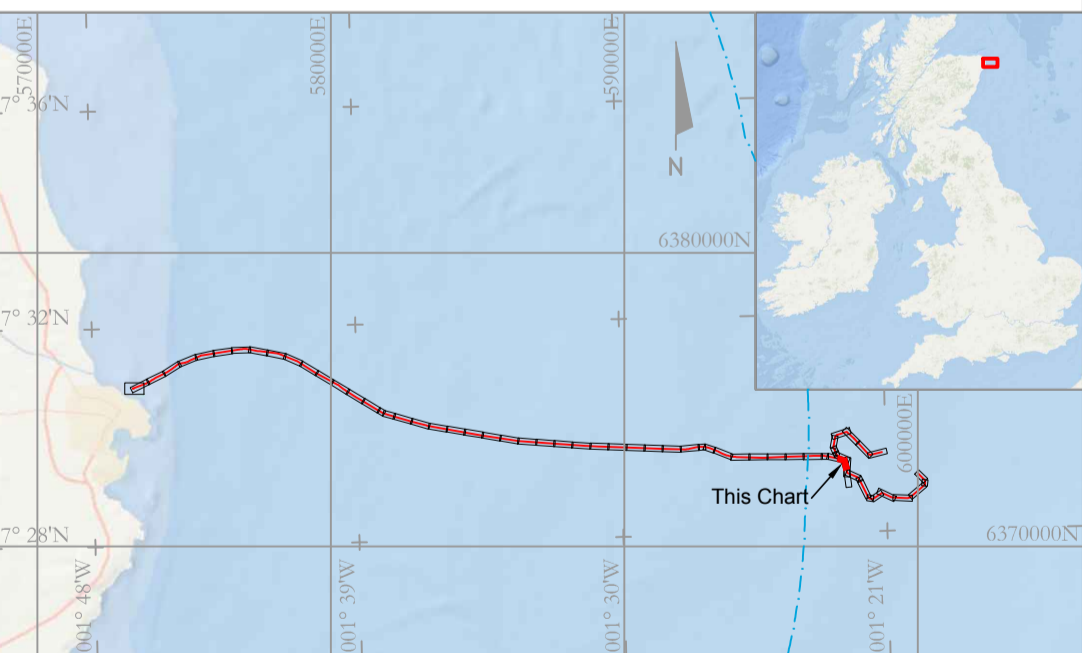 570000E
580000E
590000E
7° 36'N
N
6380000N
7° 32'N
600000E
This Chart
7° 28'N
6370000N
001° 48'W
001° 39'W
001° 30'W
001° 21'W